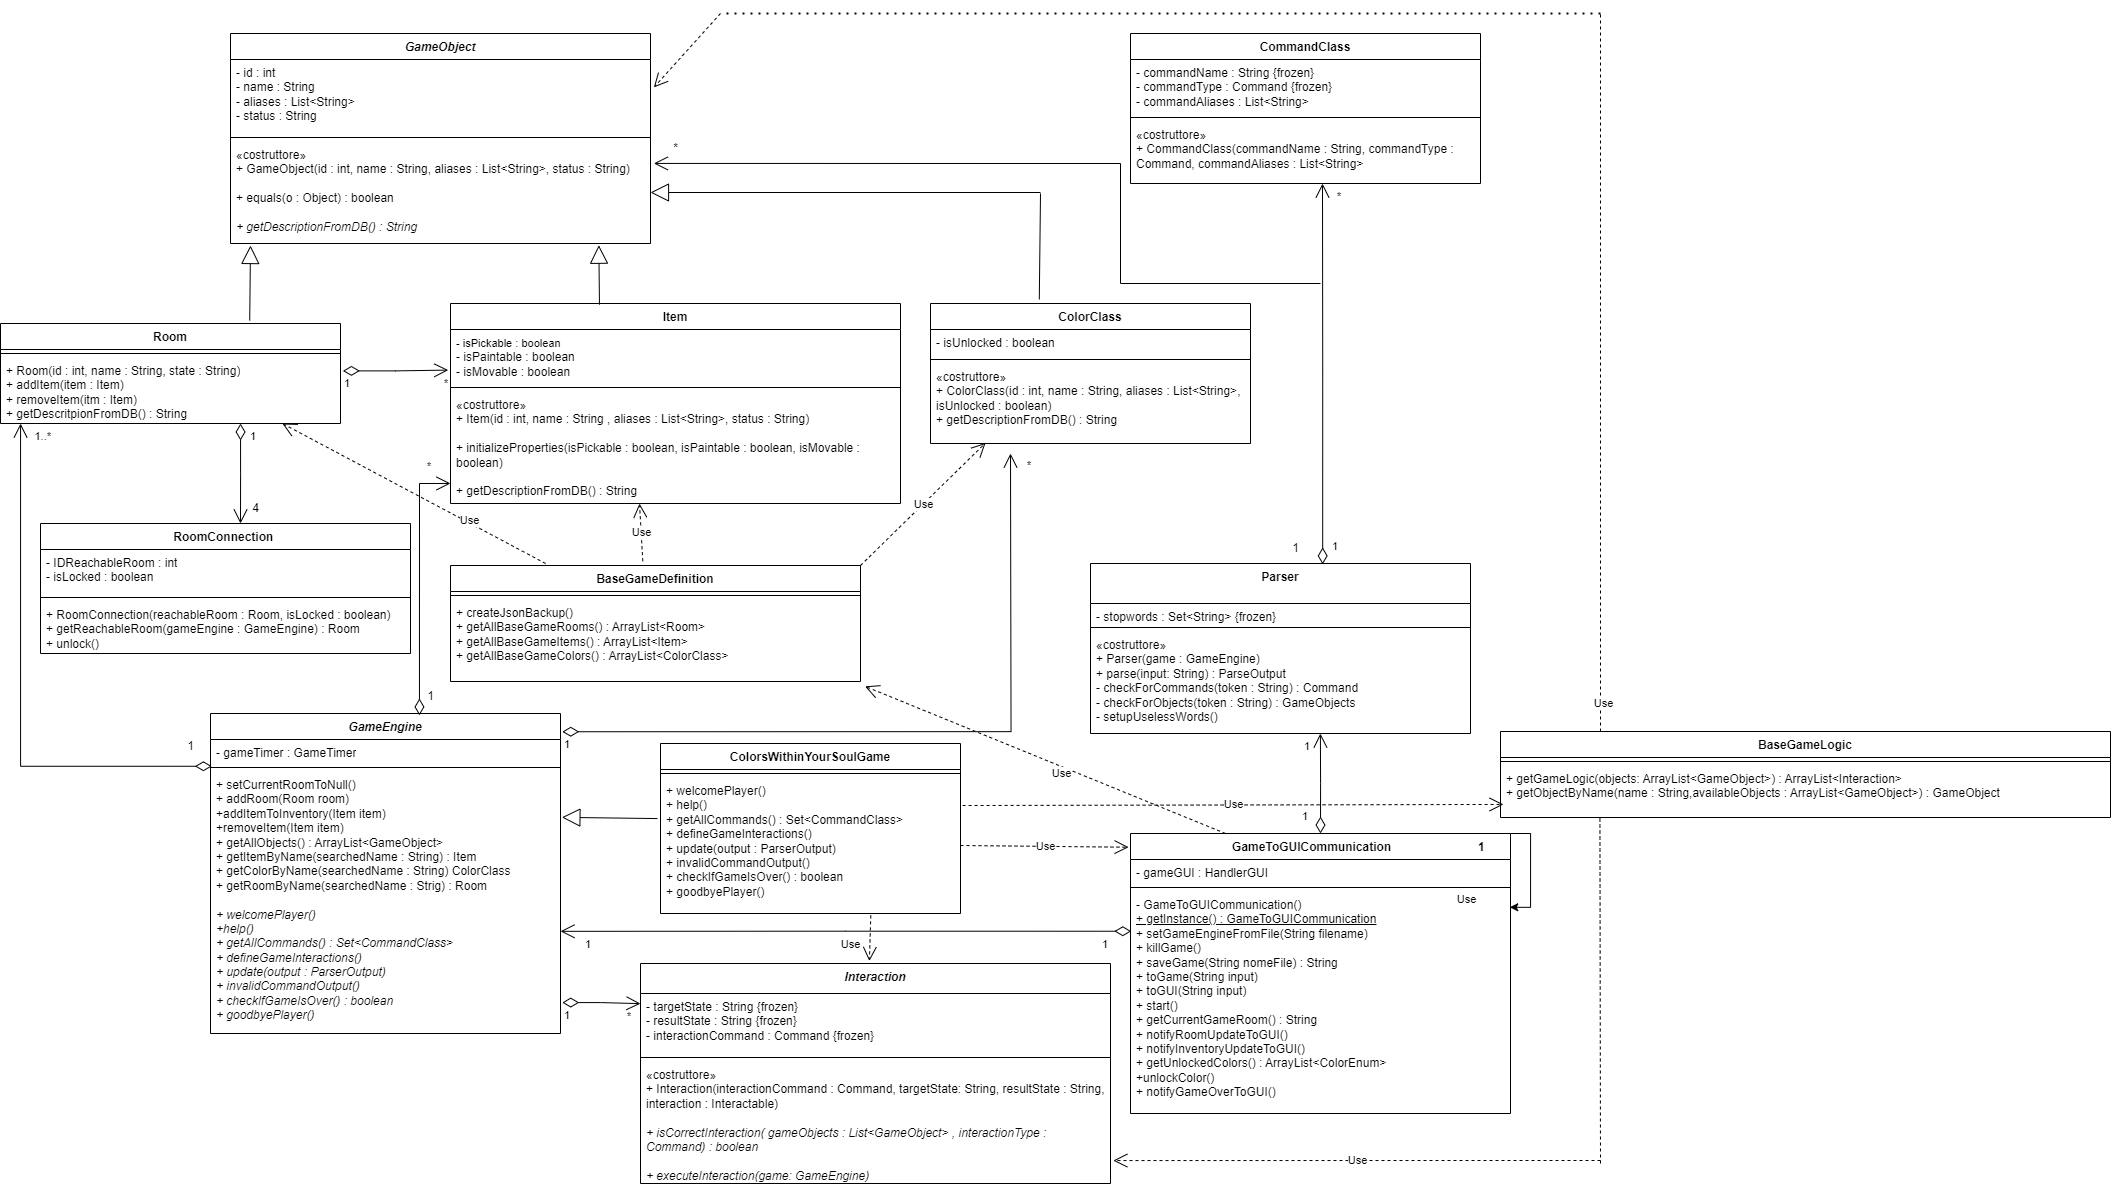 GameObject
- id : int
- name : String
- aliases : List<String>
- status : String
«costruttore»
+ GameObject(id : int, name : String, aliases : List<String>, status : String)
+ equals(o : Object) : boolean
+ getDescriptionFromDB() : String
*
CommandClass
- commandName : String {frozen}
- commandType : Command {frozen}
- commandAliases : List<String>
«costruttore»
+ CommandClass(commandName : String, commandType :
Command, commandAliases : List<String>
*
Room
+ Room(id : int, name : String, state : String)
+ addItem(item : Item)
+ removeItem(itm : Item)
+ getDescritpionFromDB() : String
1
*
1..*
1
4
Item
- isPickable : boolean
- isPaintable : boolean
- isMovable : boolean
«costruttore»
+ Item(id : int, name : String , aliases : List<String>, status : String)
+ initializeProperties(isPickable : boolean, isPaintable : boolean, isMovable :
boolean)
+ getDescriptionFromDB() : String
*
ColorClass
- isUnlocked : boolean
«costruttore»
+ ColorClass(id : int, name : String, aliases : List<String>,
isUnlocked : boolean)
+ getDescriptionFromDB() : String
*
Use
Use
Use
RoomConnection
- IDReachableRoom : int
- isLocked : boolean
+ RoomConnection(reachableRoom : Room, isLocked : boolean)
+ getReachableRoom(gameEngine : GameEngine) : Room
+ unlock()
BaseGameDefinition
+ createJsonBackup()
+ getAllBaseGameRooms() : ArrayList<Room>
+ getAllBaseGameItems() : ArrayList<Item>
+ getAllBaseGameColors() : ArrayList<ColorClass>
1
1
Parser
- stopwords : Set<String> {frozen}
«costruttore»
+ Parser(game : GameEngine)
+ parse(input: String) : ParseOutput
- checkForCommands(token : String) : Command
- checkForObjects(token : String) : GameObjects
- setupUselessWords()
1
1
Use
1
1
1
GameEngine
- gameTimer : GameTimer
+ setCurrentRoomToNull()
+ addRoom(Room room)
+addItemToInventory(Item item)
+removeItem(Item item)
+ getAllObjects() : ArrayList<GameObject>
+ getItemByName(searchedName : String) : Item
+ getColorByName(searchedName : String) ColorClass
+ getRoomByName(searchedName : Strig) : Room
+ welcomePlayer()
+help()
+ getAllCommands() : Set<CommandClass>
+ defineGameInteractions()
+ update(output : ParserOutput)
+ invalidCommandOutput()
+ checkIfGameIsOver() : boolean
+ goodbyePlayer()
ColorsWithinYourSoulGame
+ welcomePlayer()
+ help()
+ getAllCommands() : Set<CommandClass>
+ defineGameInteractions()
+ update(output : ParserOutput)
+ invalidCommandOutput()
+ checkIfGameIsOver() : boolean
+ goodbyePlayer()
Use
Use
Use
Use
BaseGameLogic
+ getGameLogic(objects: ArrayList<GameObject>) : ArrayList<Interaction>
+ getObjectByName(name : String,availableObjects : ArrayList<GameObject>) : GameObject
GameToGUICommunication
1
- gameGUI : HandlerGUI
Use
- GameToGUICommunication()
+ getInstance() : GameToGUICommunication
+ setGameEngineFromFile(String filename)
+ killGame()
+ saveGame(String nomeFile) : String
+ toGame(String input)
+ toGUI(String input)
+ start()
+ getCurrentGameRoom() : String
+ notifyRoomUpdateToGUI()
+ notifyInventoryUpdateToGUI()
+ getUnlockedColors() : ArrayList<ColorEnum>
+unlockColor()
+ notifyGameOverToGUI()
1
1
1
*
Interaction
- targetState : String {frozen}
- resultState : String {frozen}
- interactionCommand : Command {frozen}
«costruttore»
+ Interaction(interactionCommand : Command, targetState: String, resultState : String,
interaction : Interactable)
+ isCorrectInteraction( gameObjects : List<GameObject> , interactionType :
Command) : boolean
+ executeInteraction(game: GameEngine)
Use